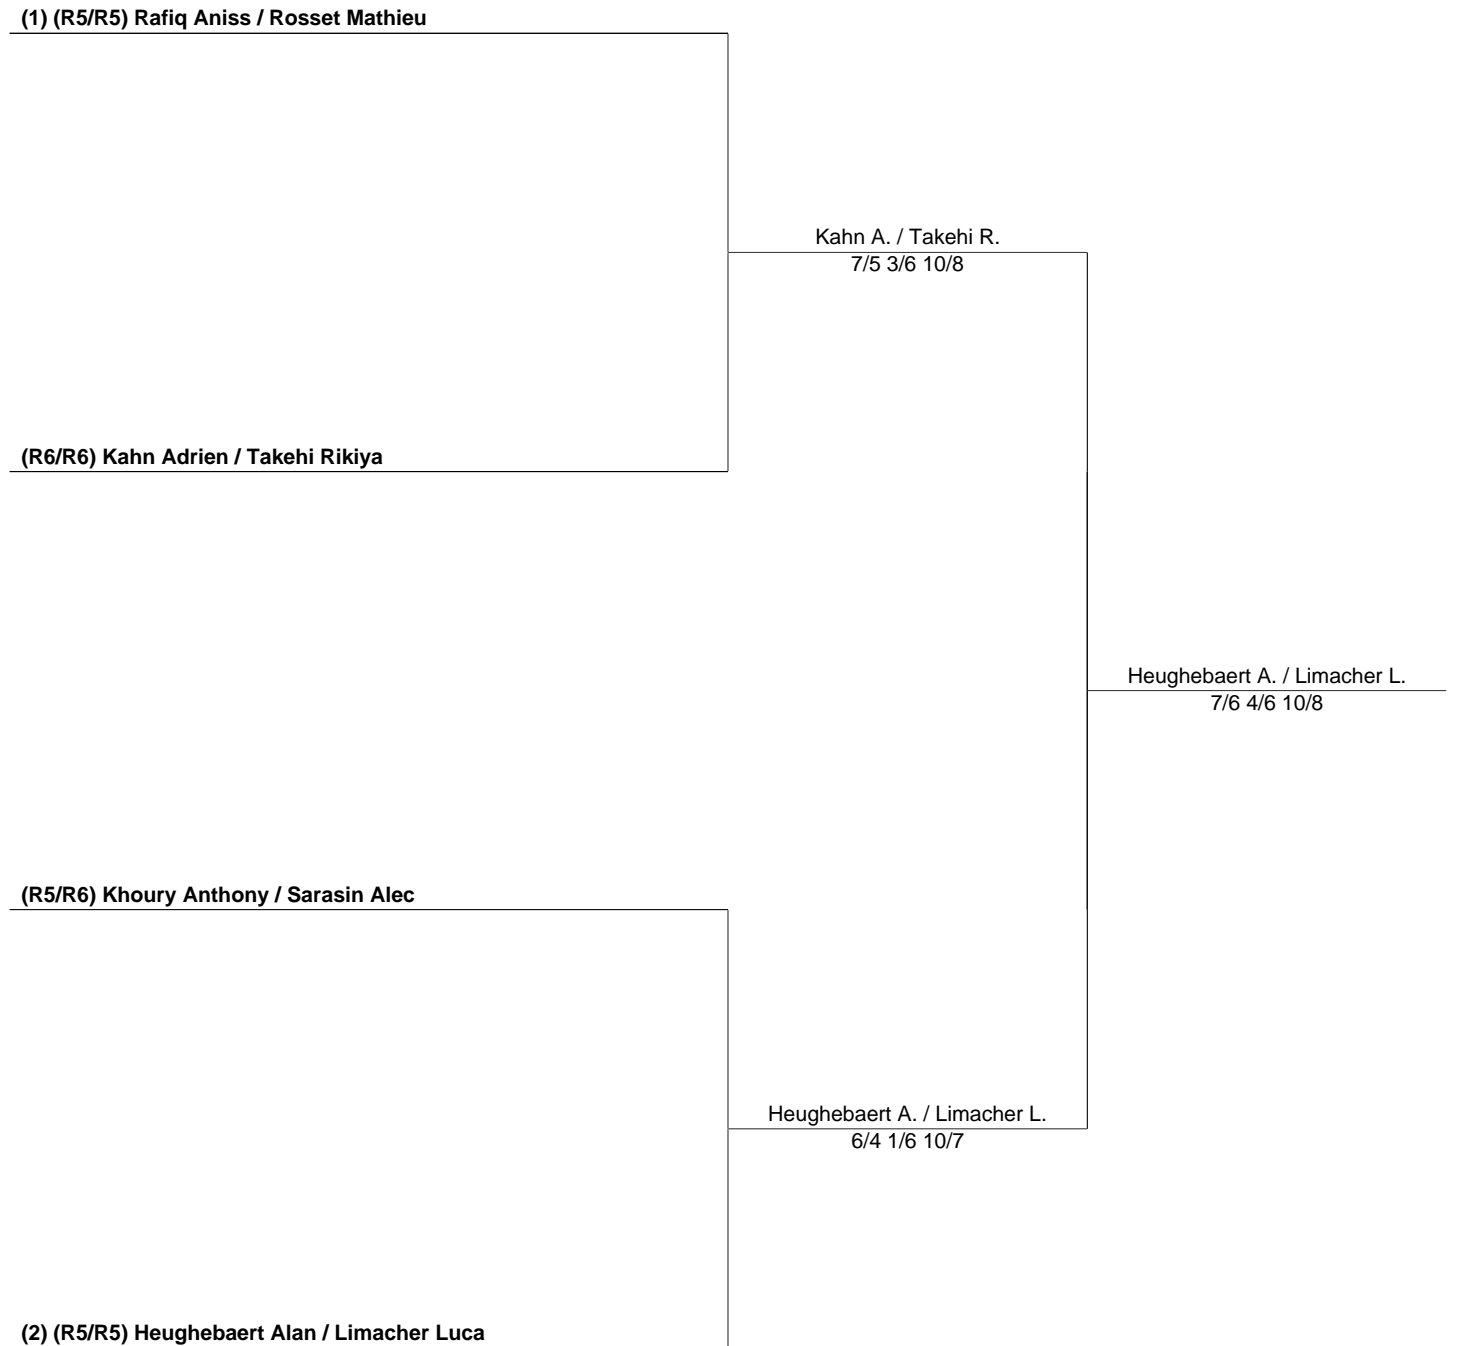 (1) (R5/R5) Rafiq Aniss / Rosset Mathieu
Kahn A. / Takehi R.
7/5 3/6 10/8
(R6/R6) Kahn Adrien / Takehi Rikiya
Heughebaert A. / Limacher L.
7/6 4/6 10/8
(R5/R6) Khoury Anthony / Sarasin Alec
Heughebaert A. / Limacher L.
6/4 1/6 10/7
(2) (R5/R5) Heughebaert Alan / Limacher Luca